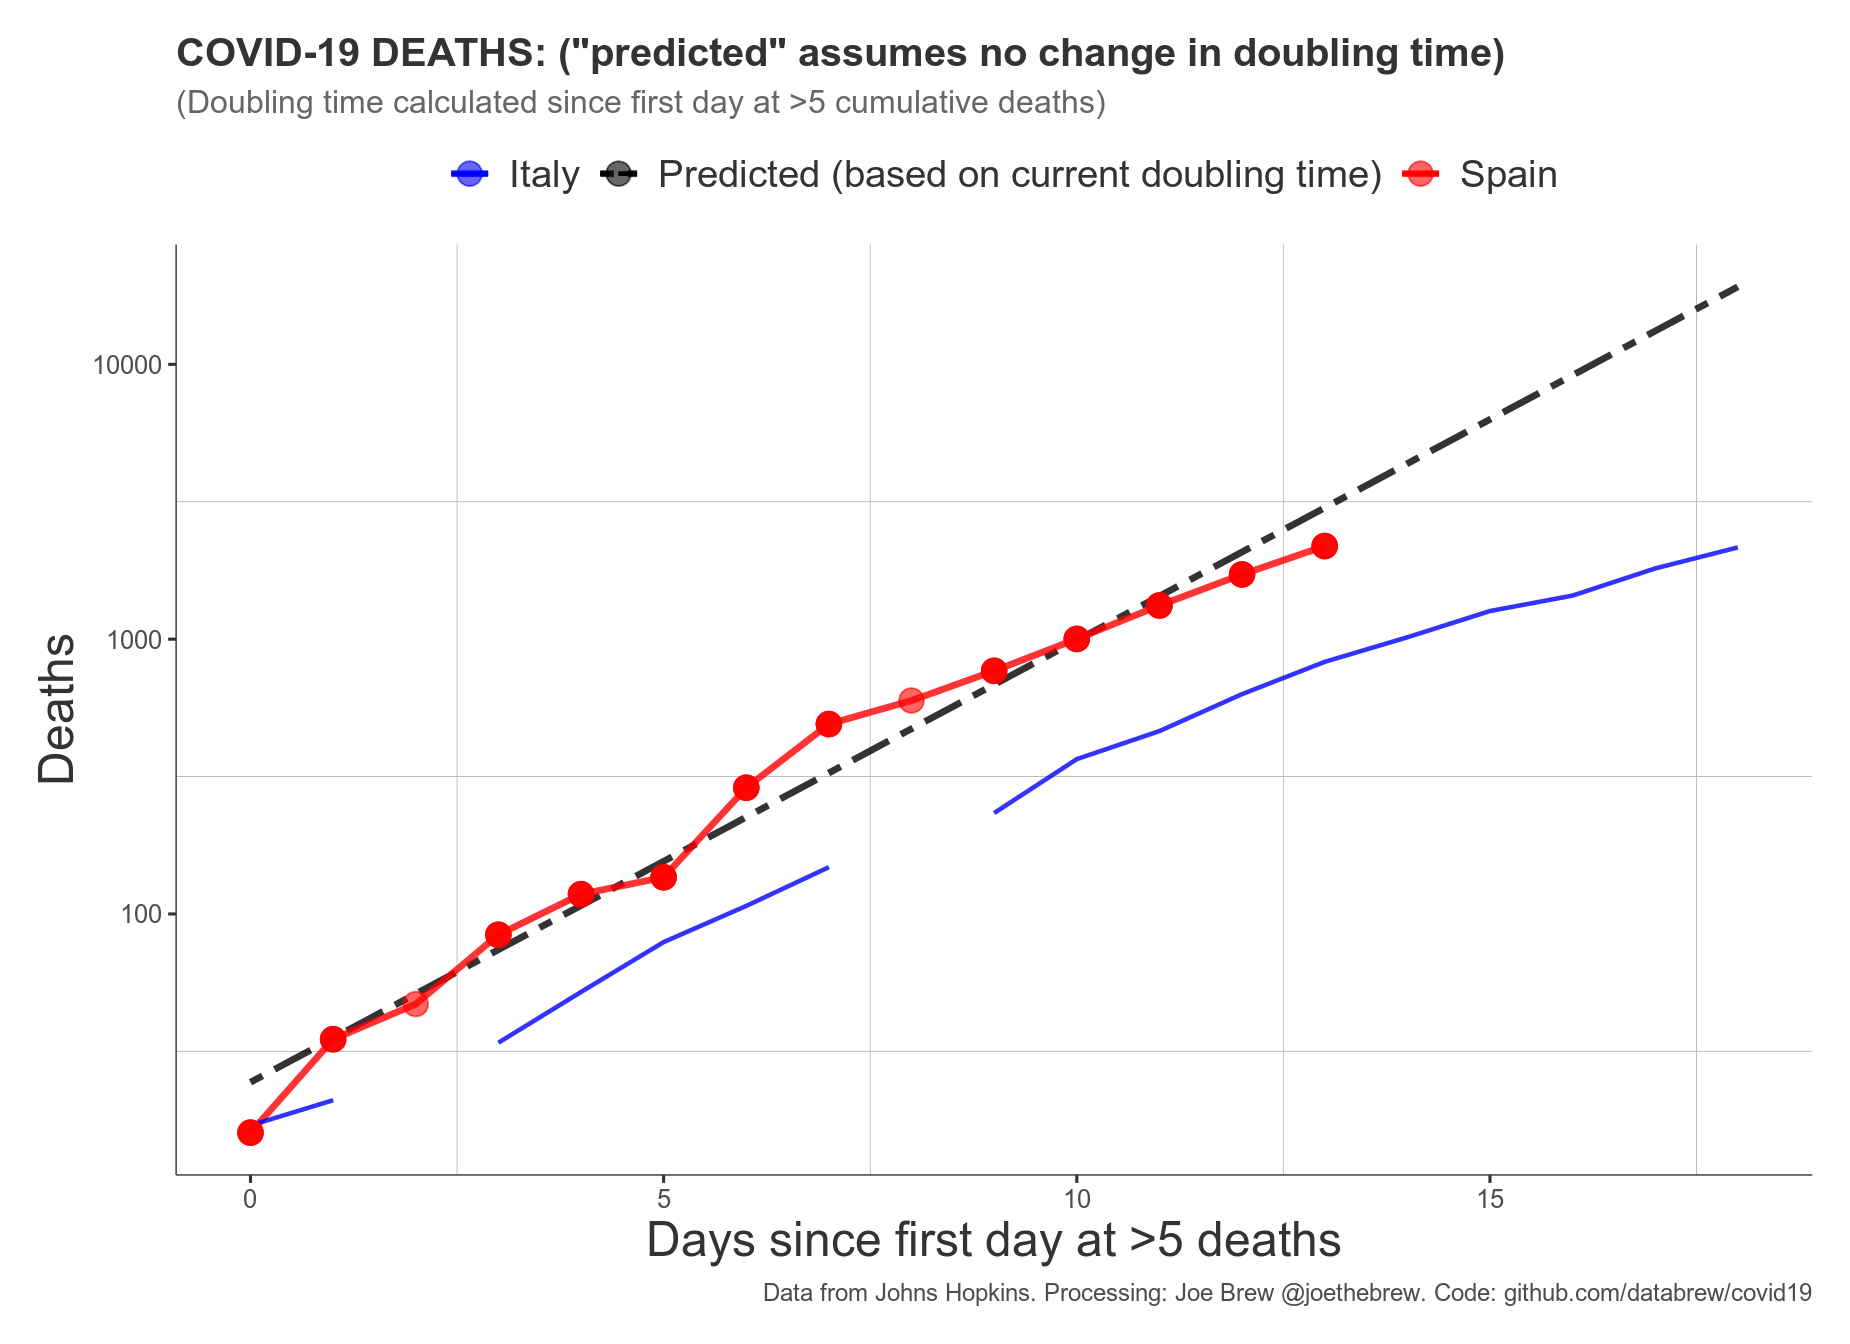 COVID-19 DEATHS: ("predicted" assumes no change in doubling time)
(Doubling time calculated since first day at >5 cumulative deaths)
Italy Predicted (based on current doubling time) Spain
10000
1000
100
Deaths
0 5 10 15
Days since first day at >5 deaths
Data from Johns Hopkins. Processing: Joe Brew @joethebrew. Code: github.com/databrew/covid19